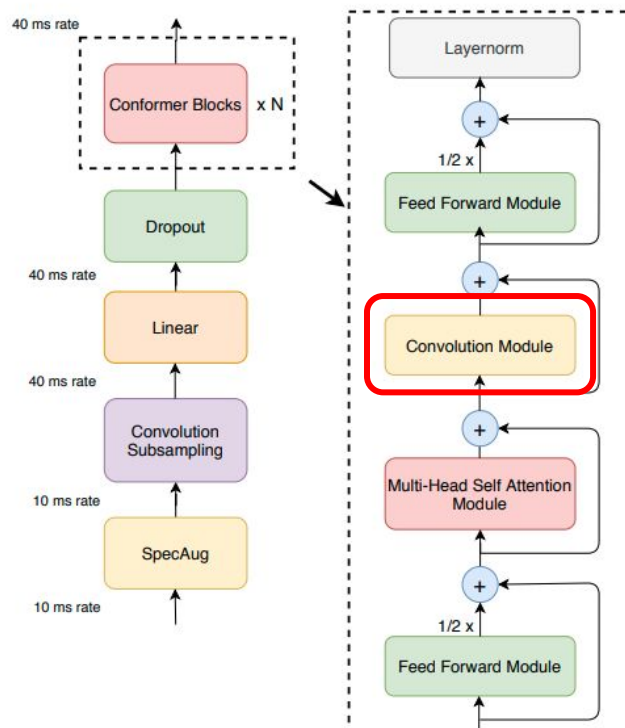 40 ms rate
Conformer Blocks
x N
Dropout
40 ms rate
Linear
40 ms rate
Convolution
Subsampling
10 ms rate
SpecAug
10 ms rate
Layernorm
+
1/2 x
Feed Forward Module
+
Convolution Module
+
Multi-Head Self Attention
Module
+
1/2 x
Feed Forward Module